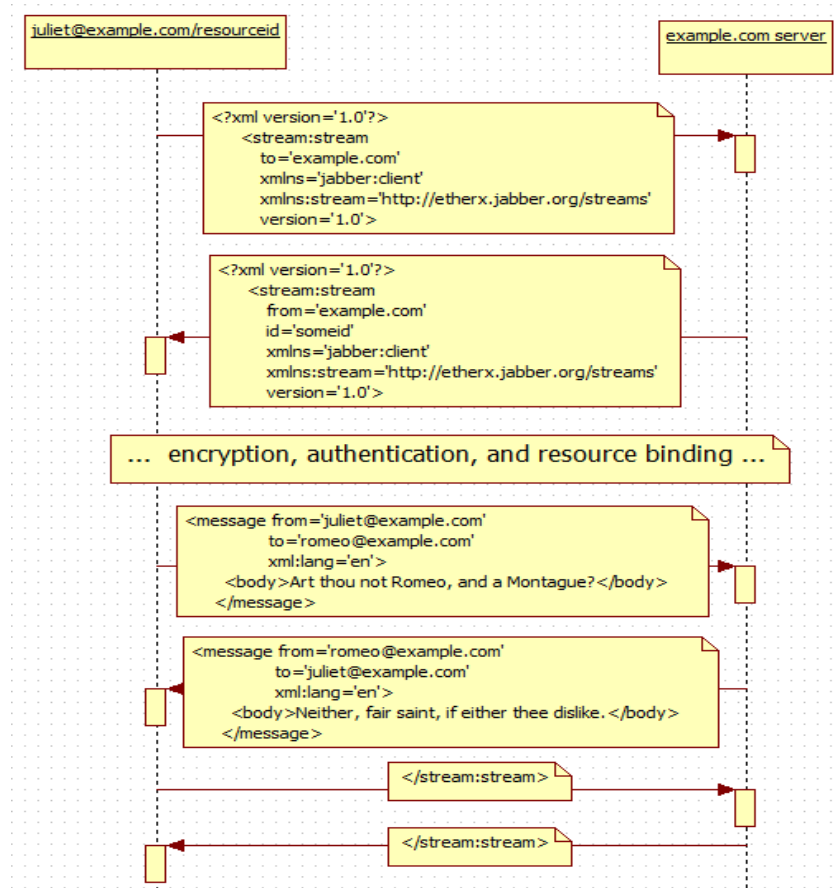 juliet@example.com/resourceid
example.com server
<?xml version='1.0'?>
<stream:stream
to='example.com'
xmlns='jabber:client'
xmlns:stream='http://etherx.jabber.org/streams'
version='1.0'>
<?xml version='1.0'?>
<stream:stream
from='example.com'
id='someid'
xmlns='jabber:client'
xmlns:stream='http://etherx.jabber.org/streams'
version='1.0'>
... encryption, authentication, and resource binding ...
<message from='juliet@example.com'
to='romeo@example.com'
xml:lang='en'>
<body>Art thou not Romeo, and a Montague?</body>
</message>
<message from='romeo@example.com'
to='juliet@example.com'
xml:lang='en'>
<body>Neither, fair saint, if either thee dislike.</body>
</message>
</stream:stream>
</stream:stream>